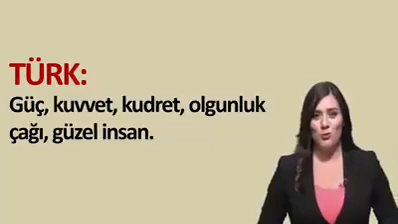 TÜRK:
Güç, kuvvet, kudret, olgunluk
çağı, güzel insan.